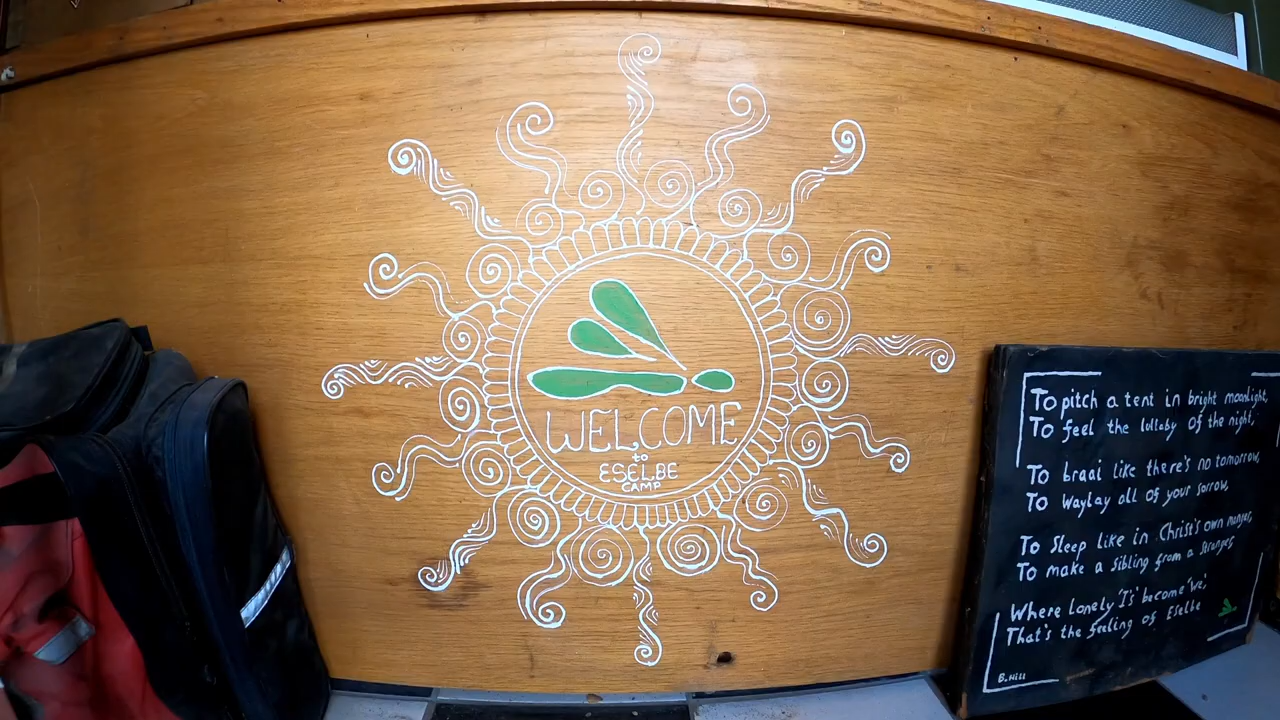 WELCOME
to
ESELBE
CAMP
To pitch a tent in bright moonlight,
To feel the lullaby of the night,
To braai like there's no tomorrow,
To Waylay all of your sorrow,
To Sleep like in Christ's own manger,
To make a sibling from a stranger,
Where lonely 'I's' become 'we',
That's the feeling of Eselbe
B.Hill